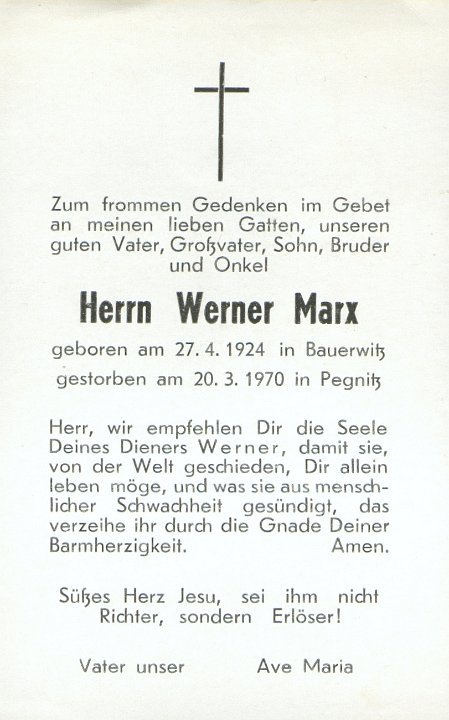 Zum frommen Gedenken im Gebet
an meinen lieben Gatten, unseren
guten Vater, Großvater, Sohn, Bruder
und Onkel
Herrn Werner Marx
geboren am 27. 4. 1924 in Bauerwitz
gestorben am 20. 3. 1970 in Pegnitz
Herr, wir empfehlen Dir die Seele
Deines Dieners Werner, damit sie,
von der Welt geschieden, Dir allein
leben möge, und was sie aus mensch-
licher Schwachheit gesündigt, das
verzeihe ihr durch die Gnade Deiner
Barmherzigkeit. Amen.
Süßes Herz Jesu, sei ihm nicht
Richter, sondern Erlöser!
Vater unser Ave Maria